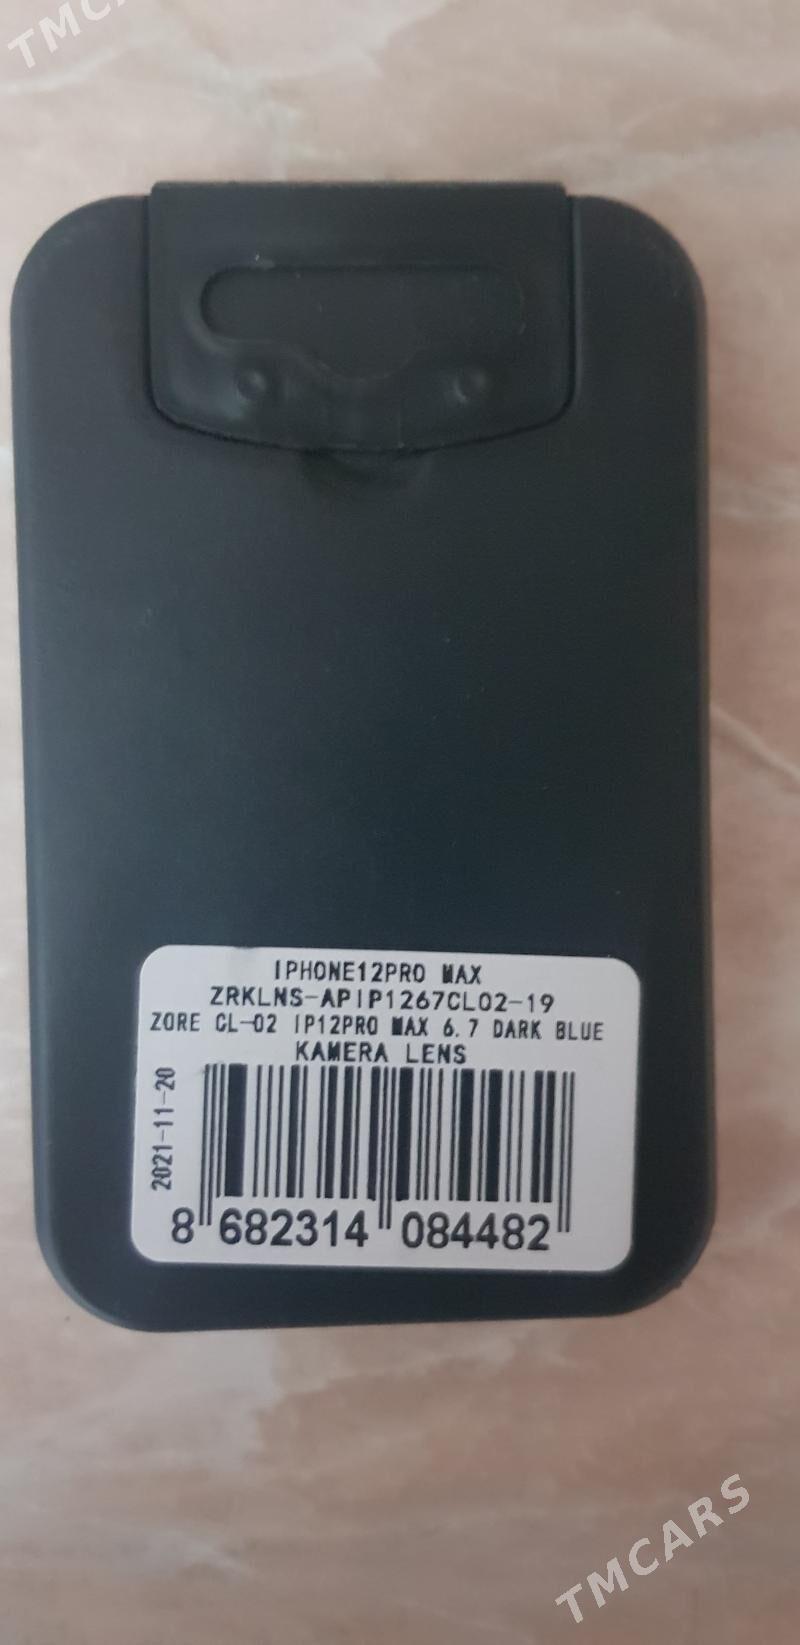 TMC
IPHONE12PRO MAX
ZRKLNS-APIP1267CL02-19
ZORE CL-02 IP12PRO MAX 6.7 DARK BLUE
KAMERA LENS
2021-11-20
8 682314 084482
TMCARS